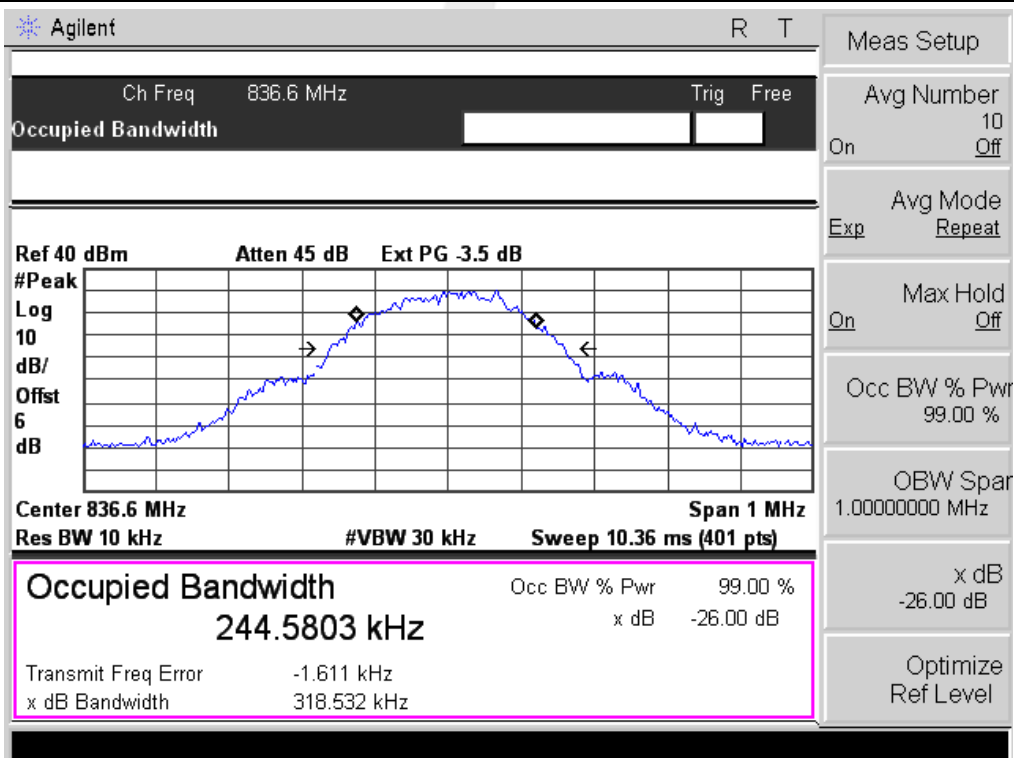 Agilent R T
Ch Freq 836.6 MHz Trig Free
Occupied Bandwidth
Ref 40 dBm Atten 45 dB Ext PG -3.5 dB
#Peak
Log
10
dB/
Offst
6
dB
Center 836.6 MHz Span 1 MHz
Res BW 10 kHz #VBW 30 kHz Sweep 10.36 ms (401 pts)
Occupied Bandwidth
244.5803 kHz
Occ BW % Pwr 99.00 %
x dB -26.00 dB
Transmit Freq Error -1.611 kHz
x dB Bandwidth 318.532 kHz
Meas Setup
Avg Number
10
On Off
Avg Mode
Exp Repeat
Max Hold
On Off
Occ BW % Pwr
99.00 %
OBW Spar
1.00000000 MHz
x dB
-26.00 dB
Optimize
Ref Level